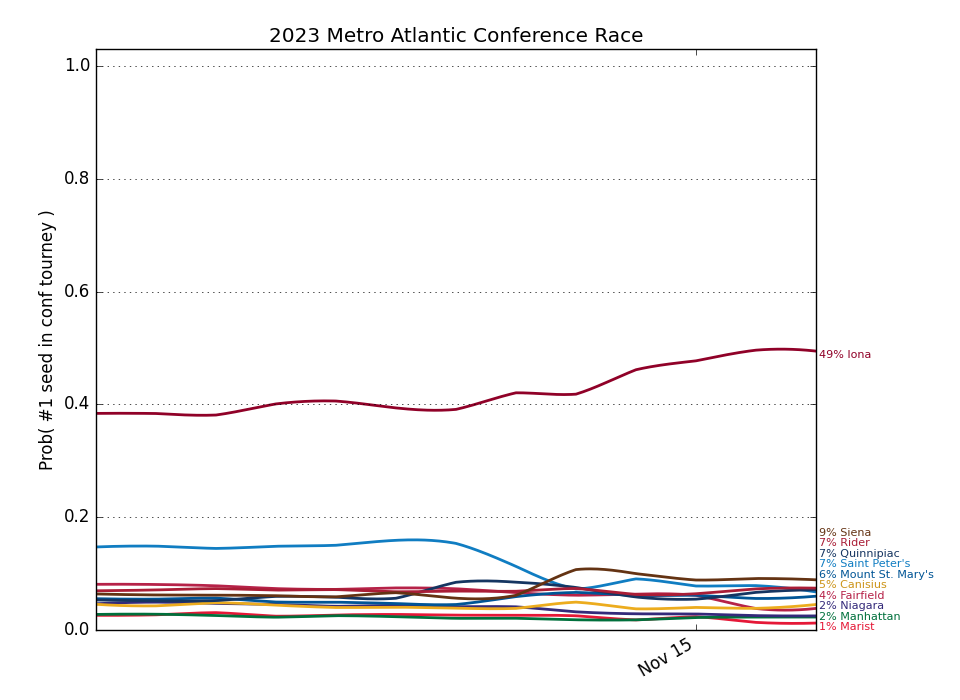 2023 Metro Atlantic Conference Race
1.0
0.8
0.6
0.4
0.2
0.0
Prob( #1 seed in conf tourney )
Nov 15
49% Iona
9% Siena
7% Rider
7% Quinnipiac
7% Saint Peter's
6% Mount St. Mary's
5% Canisius
4% Fairfield
2% Niagara
2% Manhattan
1% Marist